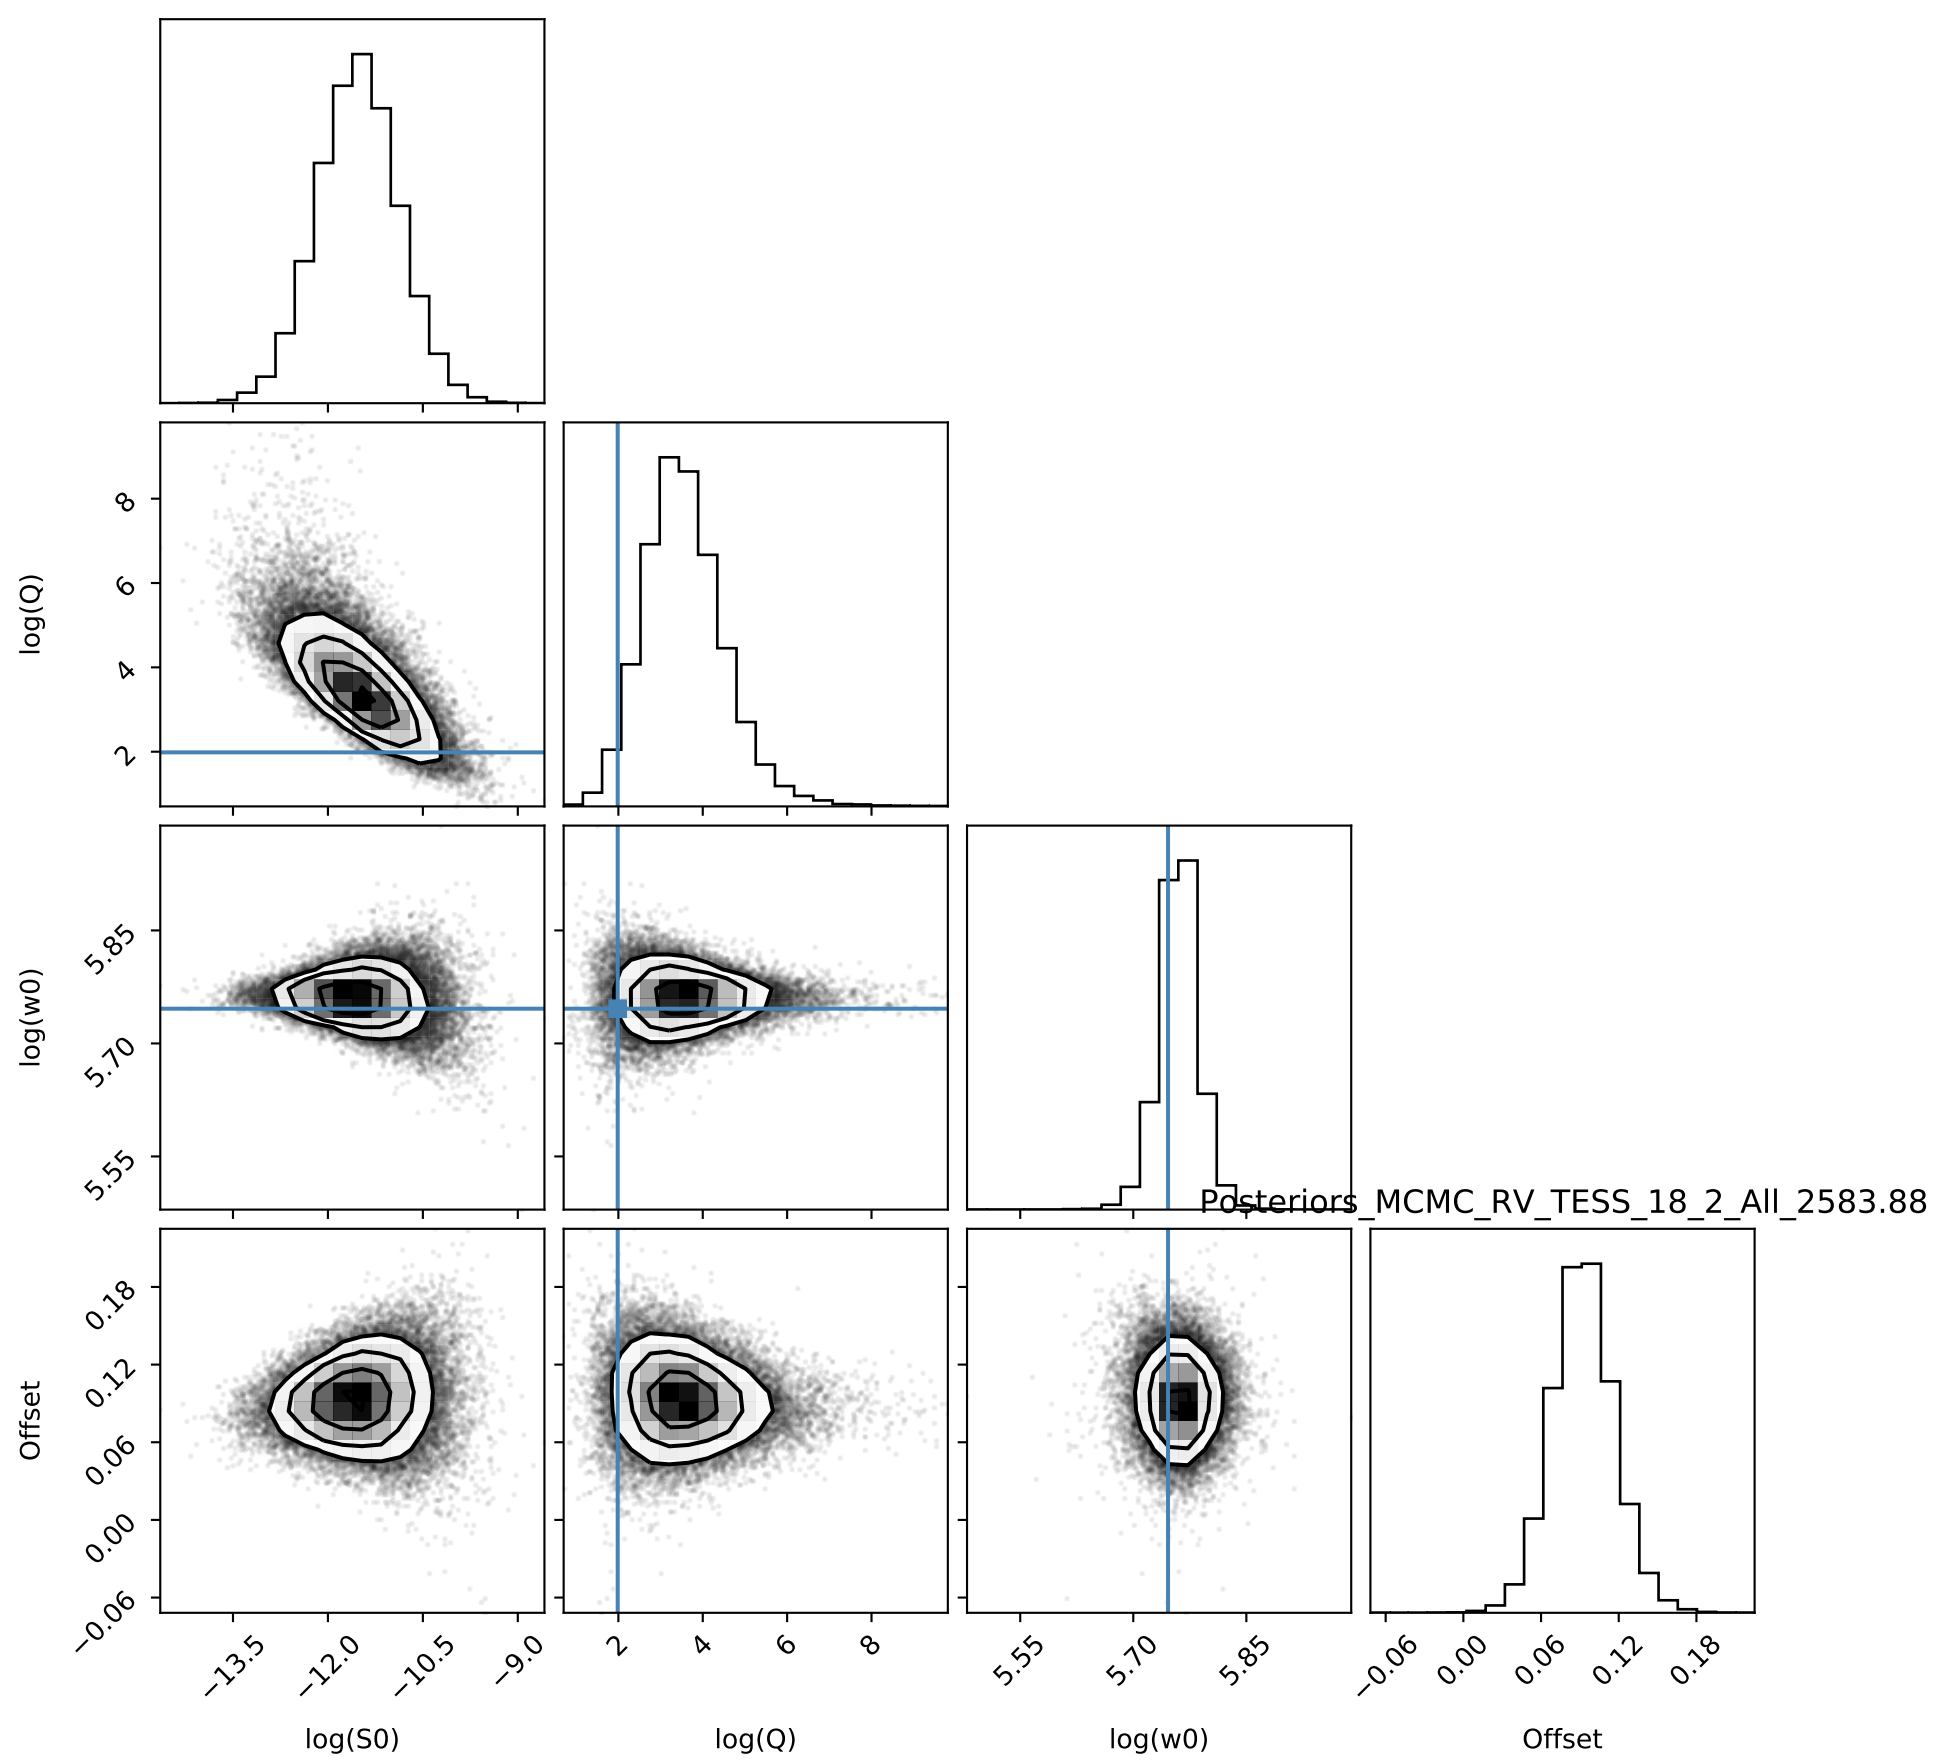 8
6
4
2
log(Q)
5.85
5.70
5.55
log(w0)
Posteriors_MCMC_RV_TESS_18_2_All_2583.88
0.18
0.12
0.06
0.00
−0.06
Offset
−13.5 −12.0 −10.5 −9.0 2 4 6 8 5.55 5.70 5.85 −0.06 0.00 0.06 0.12 0.18
log(S0) log(Q) log(w0) Offset